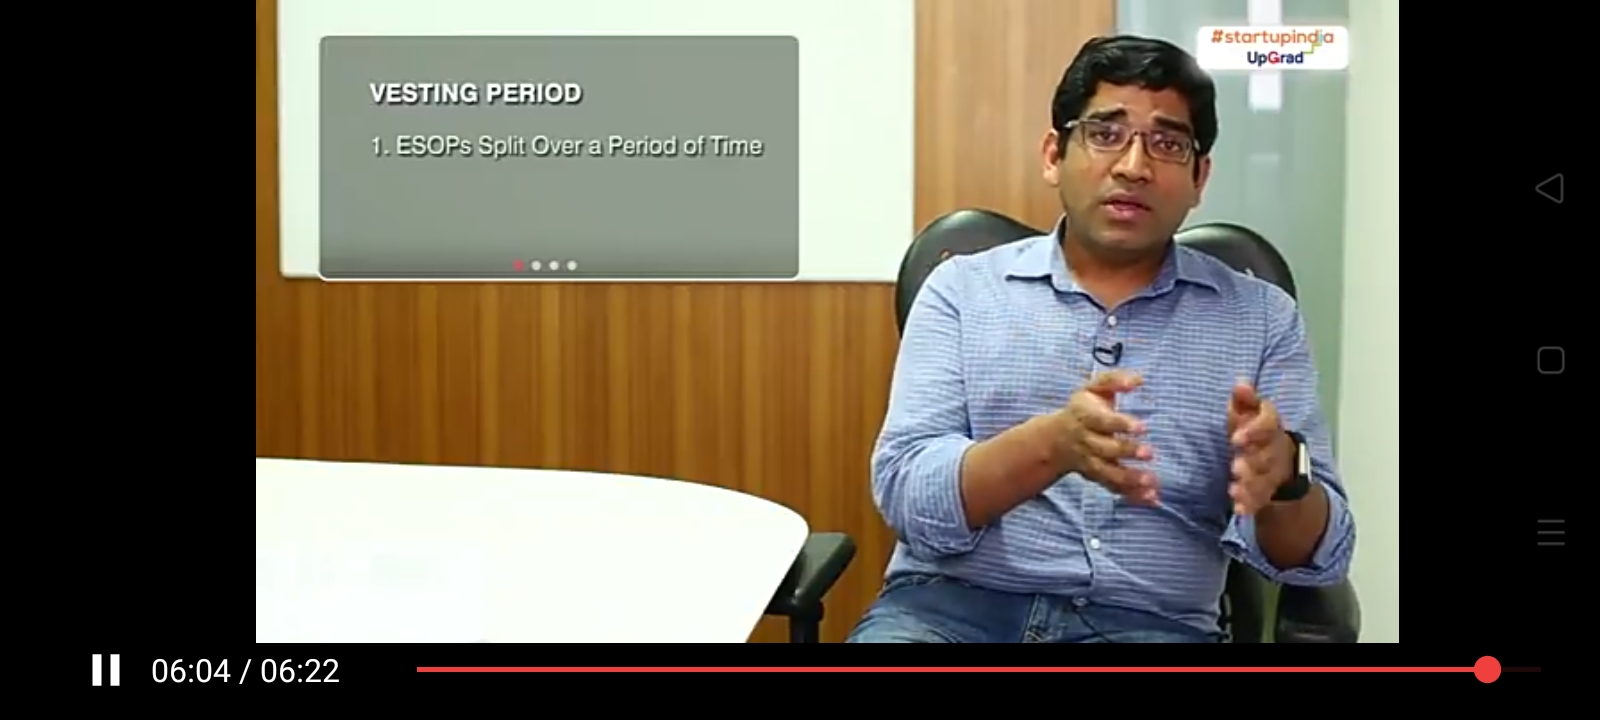 #startupindia
UpGrad
VESTING PERIOD
1. ESOPs Split Over a Period of Time
06:04 / 06:22